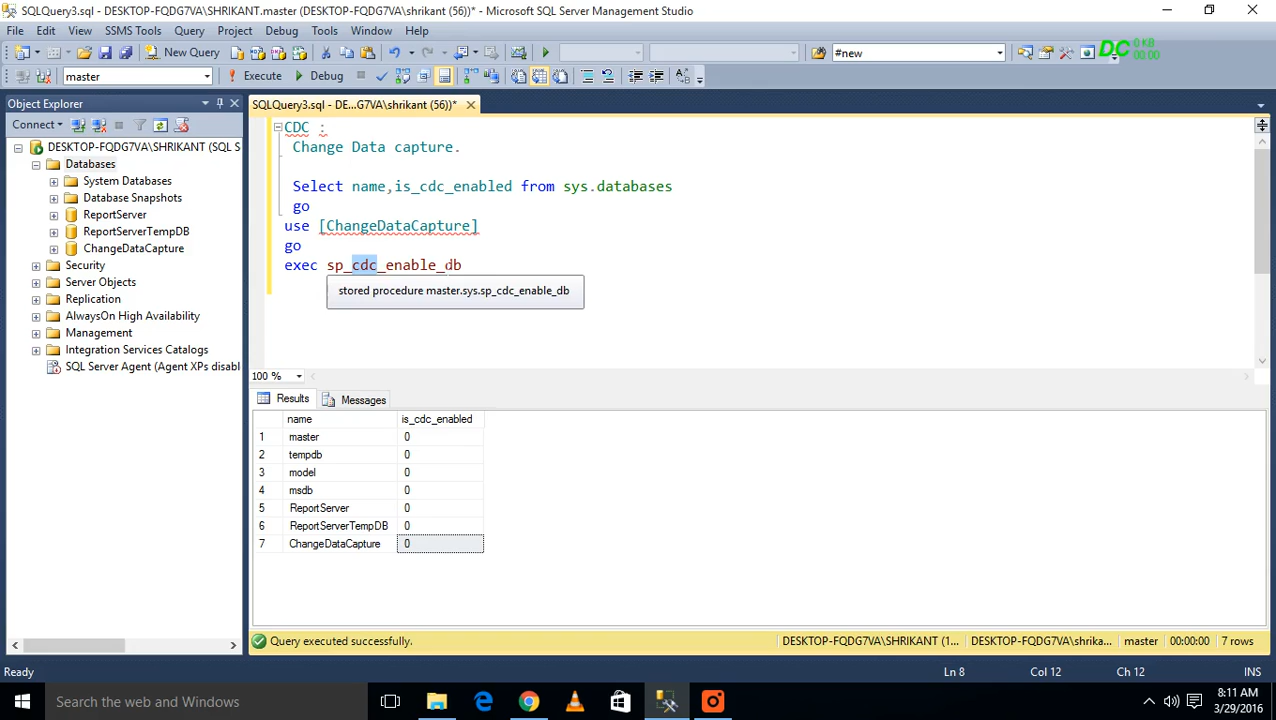 SQLQuery3.sql - DESKTOP-FQDG7VA\SHRIKANT.master (DESKTOP-FQDG7VA\shrikant (56))* - Microsoft SQL Server Management Studio
File Edit View SSMS Tools Query Project Debug Tools Window Help
New Query #new DC 0 KB 00:00
master Execute Debug
Object Explorer
Connect
DESKTOP-FQDG7VA\SHRIKANT (SQL S
Databases
System Databases
Database Snapshots
ReportServer
ReportServerTempDB
ChangeDataCapture
Security
Server Objects
Replication
AlwaysOn High Availability
Management
Integration Services Catalogs
SQL Server Agent (Agent XPs disabl
SQLQuery3.sql - DE...G7VA\shrikant (56))*
CDC :
Change Data capture.
Select name,is_cdc_enabled from sys.databases
go
use [ChangeDataCapture]
go
exec sp_cdc_enable_db
stored procedure master.sys.sp_cdc_enable_db
100 %
Results Messages
name is_cdc_enabled
1 master 0
2 tempdb 0
3 model 0
4 msdb 0
5 ReportServer 0
6 ReportServerTempDB 0
7 ChangeDataCapture 0
Query executed successfully. DESKTOP-FQDG7VA\SHRIKANT (1... DESKTOP-FQDG7VA\shrika... master 00:00:00 7 rows
Ready Ln 8 Col 12 Ch 12 INS
Search the web and Windows
8:11 AM
3/29/2016